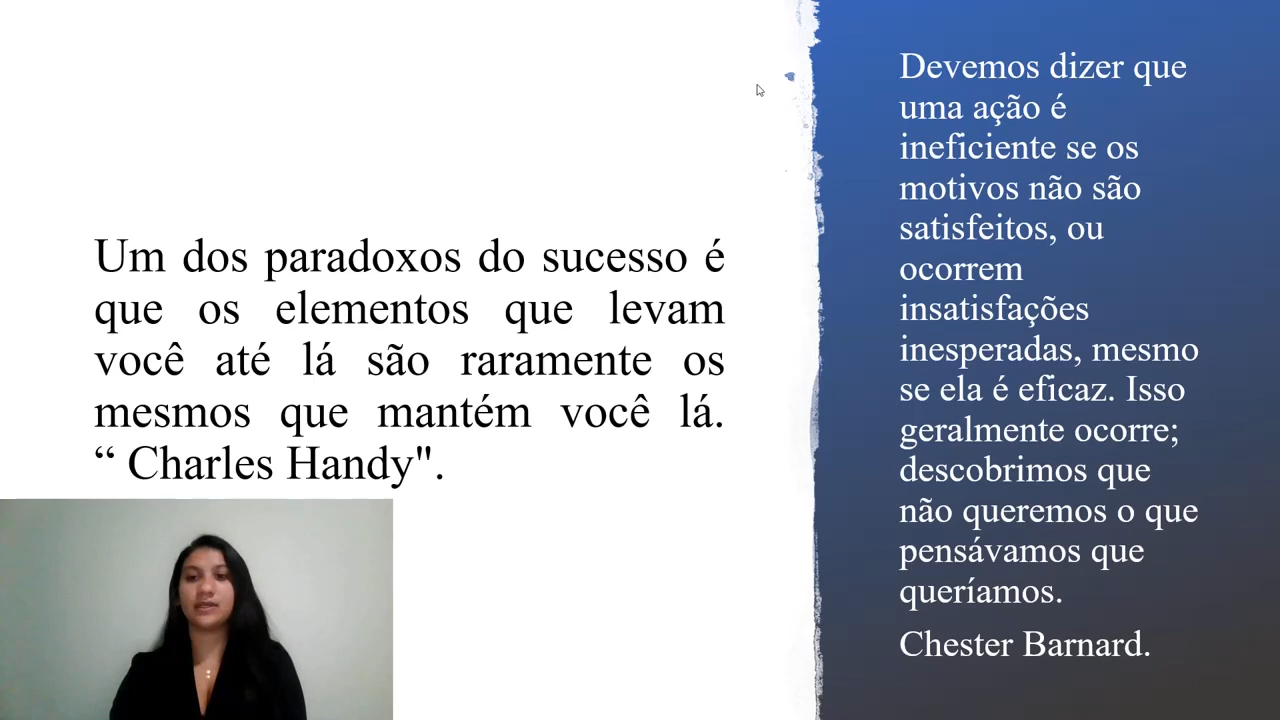 Um dos paradoxos do sucesso é
que os elementos que levam
você até lá são raramente os
mesmos que mantém você lá.
“ Charles Handy".
Devemos dizer que
uma ação é
ineficiente se os
motivos não são
satisfeitos, ou
ocorrem
insatisfações
inesperadas, mesmo
se ela é eficaz. Isso
geralmente ocorre;
descobrimos que
não queremos o que
pensávamos que
queríamos.
Chester Barnard.